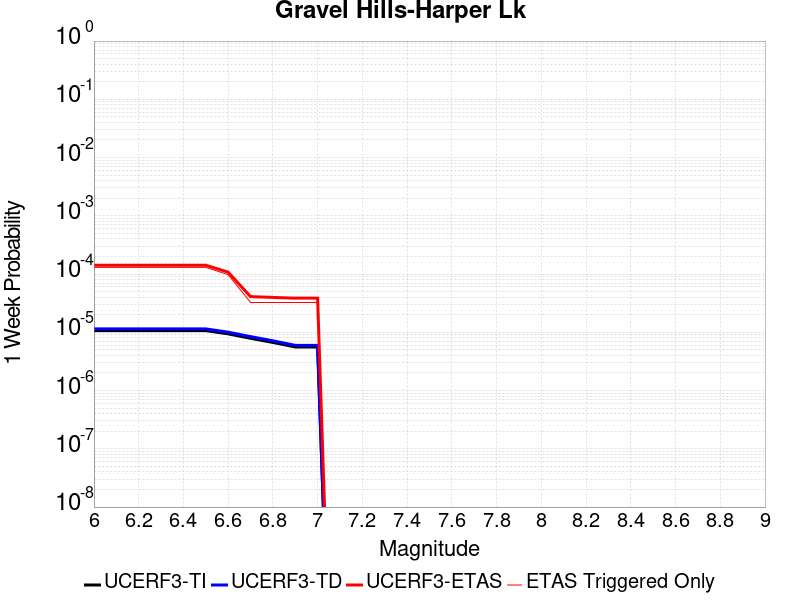 Gravel Hills-Harper Lk
10^0
10^-1
10^-2
10^-3
10^-4
10^-5
10^-6
10^-7
10^-8
1 Week Probability
6 6.2 6.4 6.6 6.8 7 7.2 7.4 7.6 7.8 8 8.2 8.4 8.6 8.8 9
Magnitude
UCERF3-TI UCERF3-TD UCERF3-ETAS ETAS Triggered Only